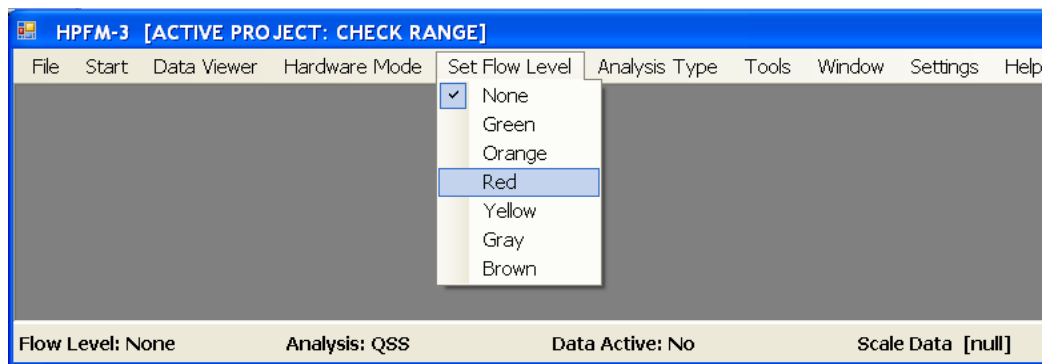 HPFM-3 [ACTIVE PROJECT: CHECK RANGE]
File Start Data Viewer Hardware Mode Set Flow Level Analysis Type Tools Window Settings Help
None
Green
Orange
Red
Yellow
Gray
Brown
Flow Level: None Analysis: QSS Data Active: No Scale Data [null]